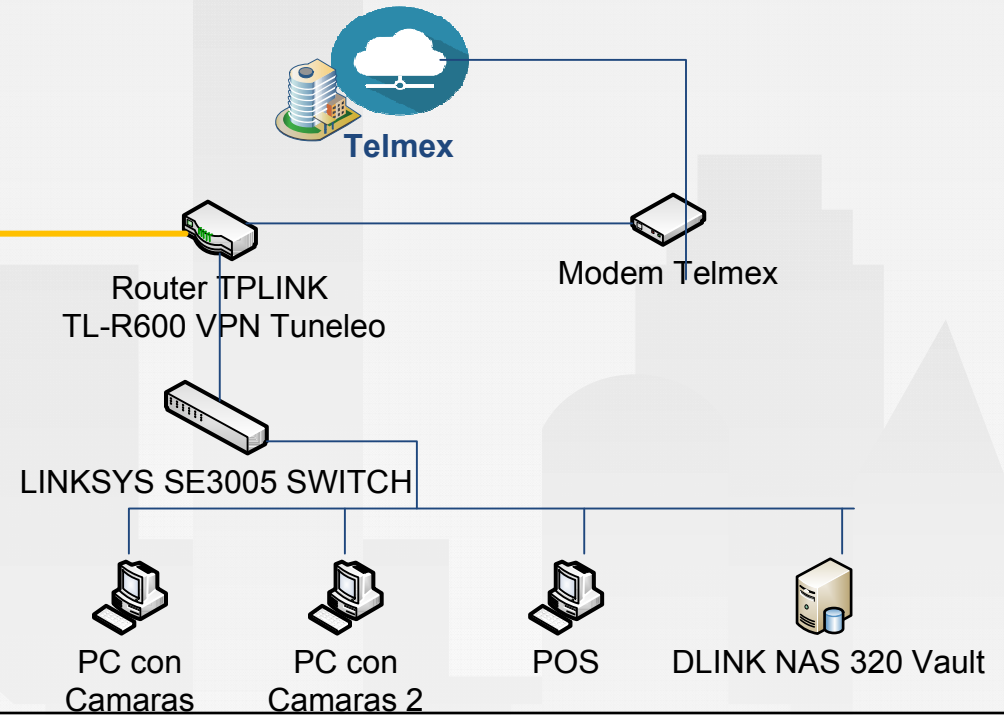 Telmex
Modem Telmex
Router TPLINK
TL-R600 VPN Tuneleo
LINKSYS SE3005 SWITCH
PC con
Camaras
PC con
Camaras 2
POS
DLINK NAS 320 Vault